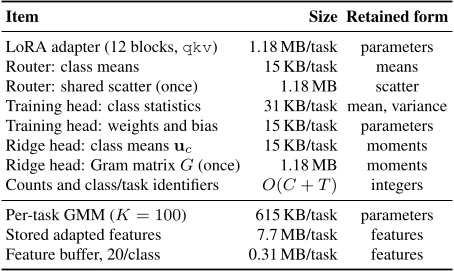 Item Size Retained form
LoRA adapter (12 blocks, qkv) 1.18 MB/task parameters
Router: class means 15 KB/task means
Router: shared scatter (once) 1.18 MB scatter
Training head: class statistics 31 KB/task mean, variance
Training head: weights and bias 15 KB/task parameters
Ridge head: class means u_c 15 KB/task moments
Ridge head: Gram matrix G (once) 1.18 MB moments
Counts and class/task identifiers O(C + T) integers
Per-task GMM (K = 100) 615 KB/task parameters
Stored adapted features 7.7 MB/task features
Feature buffer, 20/class 0.31 MB/task features